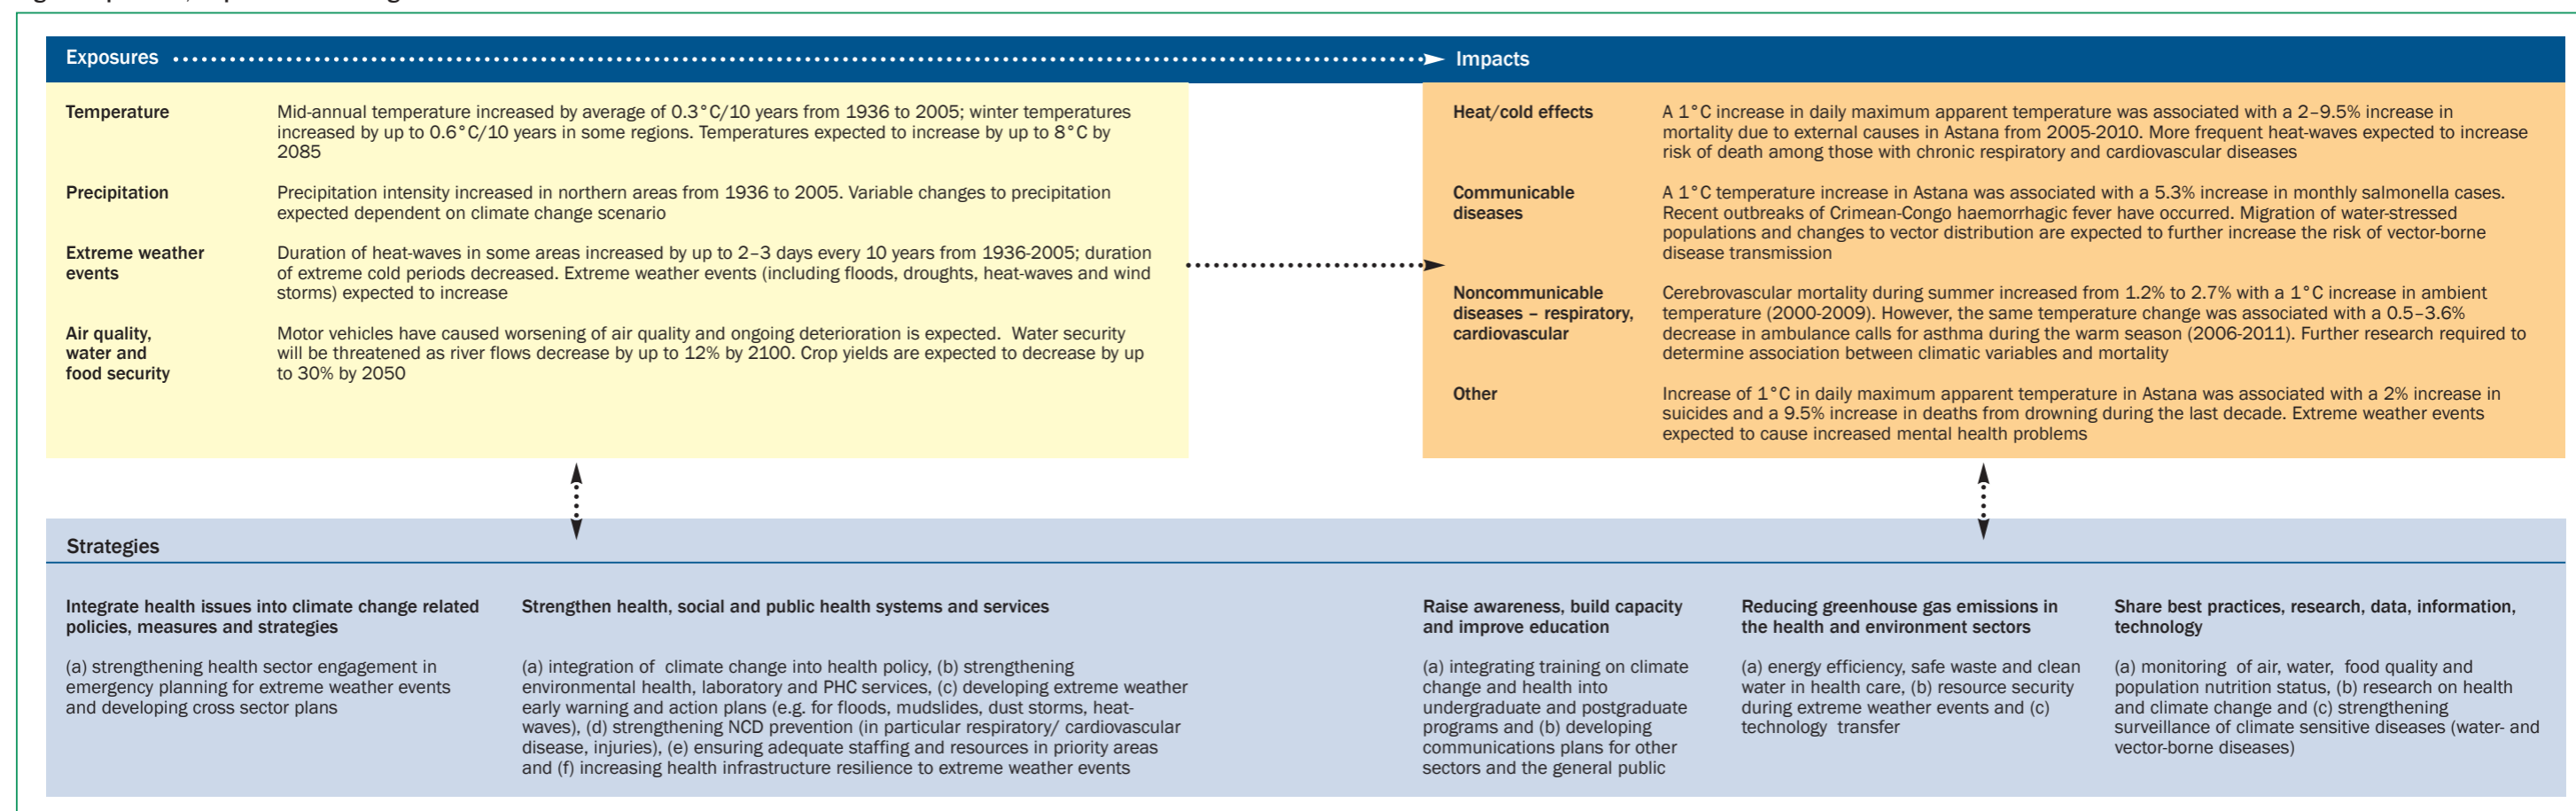 Exposures
Impacts
Temperature
Mid-annual temperature increased by average of 0.3°C/10 years from 1936 to 2005; winter temperatures
increased by up to 0.6°C/10 years in some regions. Temperatures expected to increase by up to 8°C by
2085
Precipitation
Precipitation intensity increased in northern areas from 1936 to 2005. Variable changes to precipitation
expected dependent on climate change scenario
Extreme weather
events
Duration of heat-waves in some areas increased by up to 2–3 days every 10 years from 1936-2005; duration
of extreme cold periods decreased. Extreme weather events (including floods, droughts, heat-waves and wind
storms) expected to increase
Air quality,
water and
food security
Motor vehicles have caused worsening of air quality and ongoing deterioration is expected. Water security
will be threatened as river flows decrease by up to 12% by 2100. Crop yields are expected to decrease by up
to 30% by 2050
Heat/cold effects
A 1°C increase in daily maximum apparent temperature was associated with a 2–9.5% increase in
mortality due to external causes in Astana from 2005-2010. More frequent heat-waves expected to increase
risk of death among those with chronic respiratory and cardiovascular diseases
Communicable
diseases
A 1°C temperature increase in Astana was associated with a 5.3% increase in monthly salmonella cases.
Recent outbreaks of Crimean-Congo haemorrhagic fever have occurred. Migration of water-stressed
populations and changes to vector distribution are expected to further increase the risk of vector-borne
disease transmission
Noncommunicable
diseases – respiratory,
cardiovascular
Cerebrovascular mortality during summer increased from 1.2% to 2.7% with a 1°C increase in ambient
temperature (2000-2009). However, the same temperature change was associated with a 0.5–3.6%
decrease in ambulance calls for asthma during the warm season (2006-2011). Further research required to
determine association between climatic variables and mortality
Other
Increase of 1°C in daily maximum apparent temperature in Astana was associated with a 2% increase in
suicides and a 9.5% increase in deaths from drowning during the last decade. Extreme weather events
expected to cause increased mental health problems
Strategies
Integrate health issues into climate change related
policies, measures and strategies
(a) strengthening health sector engagement in
emergency planning for extreme weather events
and developing cross sector plans
Strengthen health, social and public health systems and services
(a) integration of climate change into health policy, (b) strengthening
environmental health, laboratory and PHC services, (c) developing extreme weather
early warning and action plans (e.g. for floods, mudslides, dust storms, heat-
waves), (d) strengthening NCD prevention (in particular respiratory/ cardiovascular
disease, injuries), (e) ensuring adequate staffing and resources in priority areas
and (f) increasing health infrastructure resilience to extreme weather events
Raise awareness, build capacity
and improve education
(a) integrating training on climate
change and health into
undergraduate and postgraduate
programs and (b) developing
communications plans for other
sectors and the general public
Reducing greenhouse gas emissions in
the health and environment sectors
(a) energy efficiency, safe waste and clean
water in health care, (b) resource security
during extreme weather events and (c)
technology transfer
Share best practices, research, data, information,
technology
(a) monitoring of air, water, food quality and
population nutrition status, (b) research on health
and climate change and (c) strengthening
surveillance of climate sensitive diseases (water- and
vector-borne diseases)